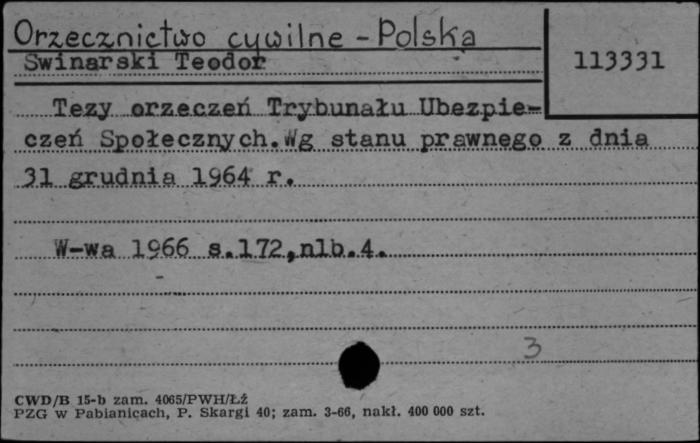 Orzecznictwo cywilne - Polska
Swinarski Teodor
113331
Tezy orzeczeń Trybunału Ubezpie=
czeń Społecznych.Wg stanu prawnego z dnia
31 grudnia 1964 r.
W-wa 1966 s.172,nlb.4.
3
CWD/B 15-b zam. 4065/PWH/Łź
PZG w Pabianicach, P. Skargi 40; zam. 3-66, nakł. 400 000 szt.